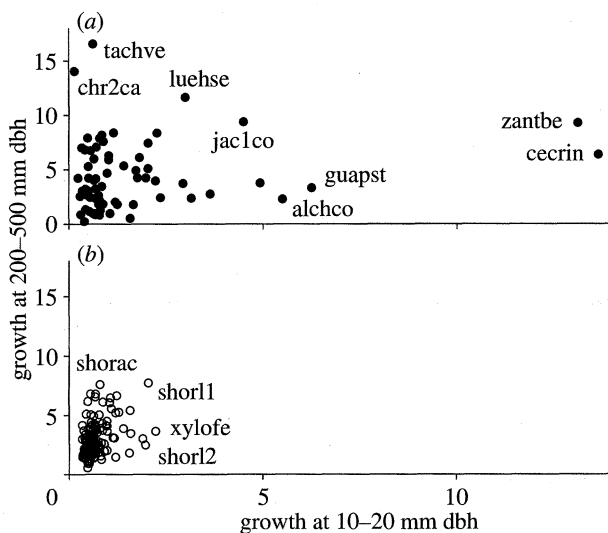 (a)
15
tachve
chr2ca
luehse
10
jac1co
zantbe
cecrin
5
guapst
alchco
0
growth at 200–500 mm dbh
(b)
15
10
shorac
shorl1
5
xylofe
shorl2
0
0
5
10
growth at 10–20 mm dbh